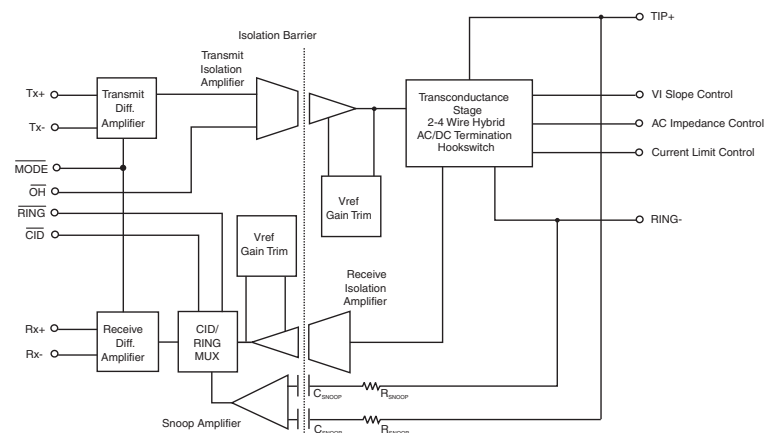 Isolation Barrier
TIP+
Transmit
Isolation
Amplifier
Tx+
Tx-
Transmit
Diff.
Amplifier
Transconductance
Stage
2-4 Wire Hybrid
AC/DC Termination
Hookswitch
VI Slope Control
AC Impedance Control
Current Limit Control
MODE
OH
RING
CID
Vref
Gain Trim
Vref
Gain Trim
RING-
Receive
Isolation
Amplifier
Rx+
Rx-
Receive
Diff.
Amplifier
CID/
RING
MUX
CSNOOP
RSNOOP
Snoop Amplifier
CSNOOP
RSNOOP